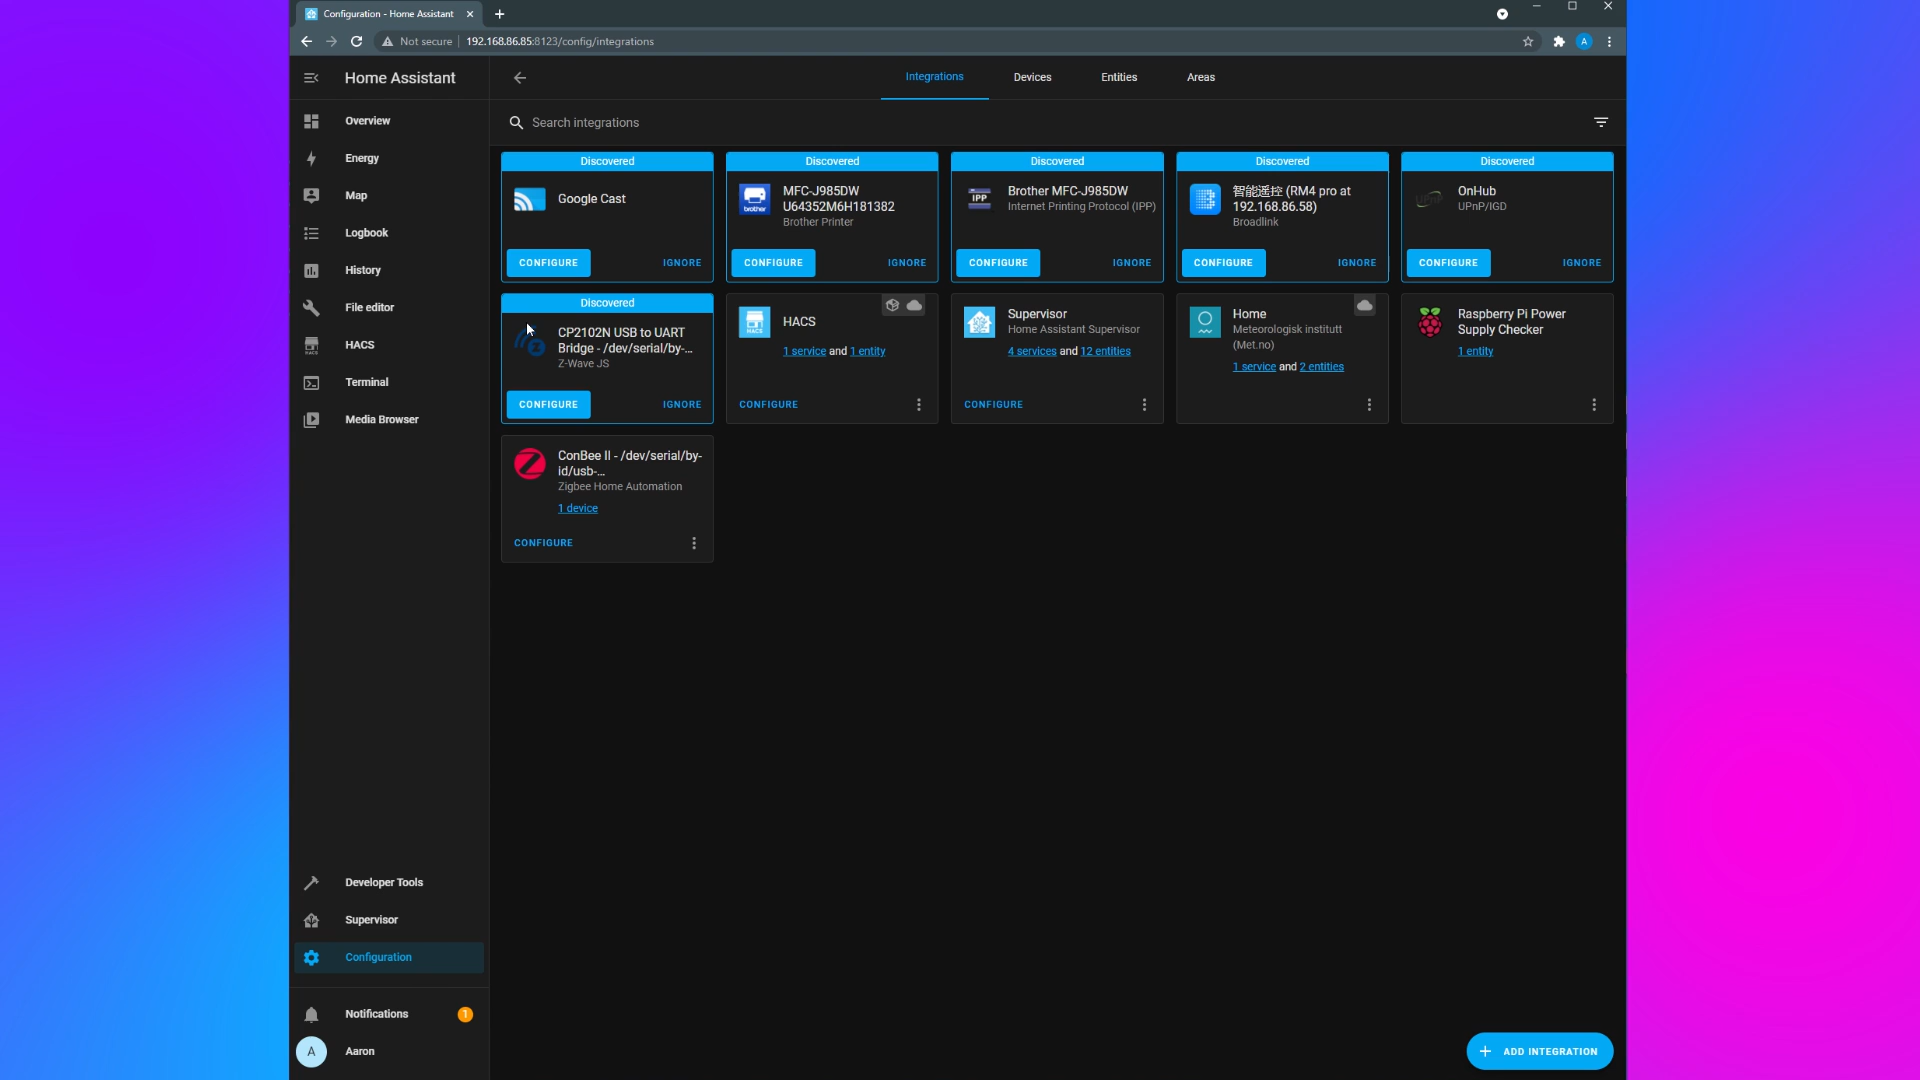 Configuration - Home Assistant
Not secure
192.168.86.85:8123/config/integrations
A
Home Assistant
Integrations
Devices
Entities
Areas
Search integrations
Overview
Energy
Map
Logbook
History
File editor
HACS
Terminal
Media Browser
Developer Tools
Supervisor
Configuration
Notifications
1
A
Aaron
Discovered
Google Cast
CONFIGURE
IGNORE
Discovered
brother
MFC-J985DW
U64352M6H181382
Brother Printer
CONFIGURE
IGNORE
Discovered
IPP
Brother MFC-J985DW
Internet Printing Protocol (IPP)
CONFIGURE
IGNORE
Discovered
智能遥控 (RM4 pro at
192.168.86.58)
Broadlink
CONFIGURE
IGNORE
Discovered
UPnP
OnHub
UPnP/IGD
CONFIGURE
IGNORE
Discovered
CP2102N USB to UART
Bridge - /dev/serial/by-...
Z-Wave JS
CONFIGURE
IGNORE
HACS
HACS
1 service and 1 entity
CONFIGURE
Supervisor
Home Assistant Supervisor
4 services and 12 entities
CONFIGURE
Home
Meteorologisk institutt
(Met.no)
1 service and 2 entities
Raspberry Pi Power
Supply Checker
1 entity
ConBee II - /dev/serial/by-
id/usb-...
Zigbee Home Automation
1 device
CONFIGURE
ADD INTEGRATION